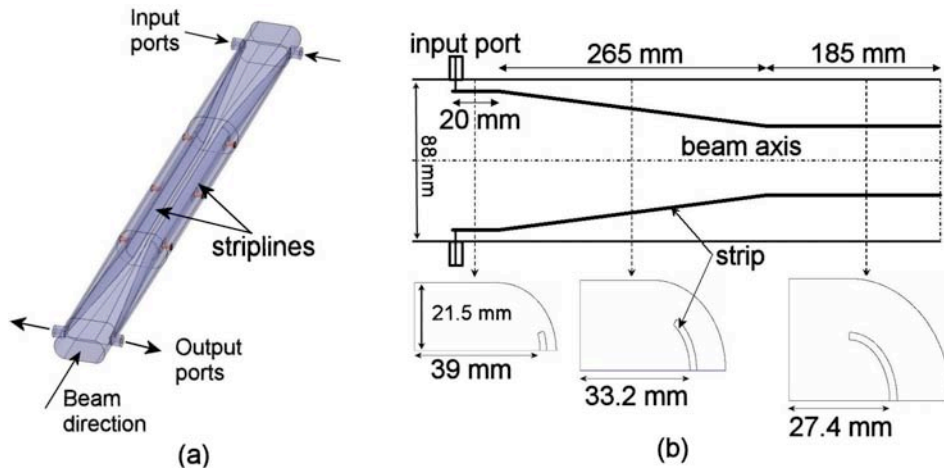 Input
ports
striplines
Output
ports
Beam
direction
(a)
input port
265 mm
185 mm
20 mm
88 mm
beam axis
strip
21.5 mm
39 mm
33.2 mm
27.4 mm
(b)